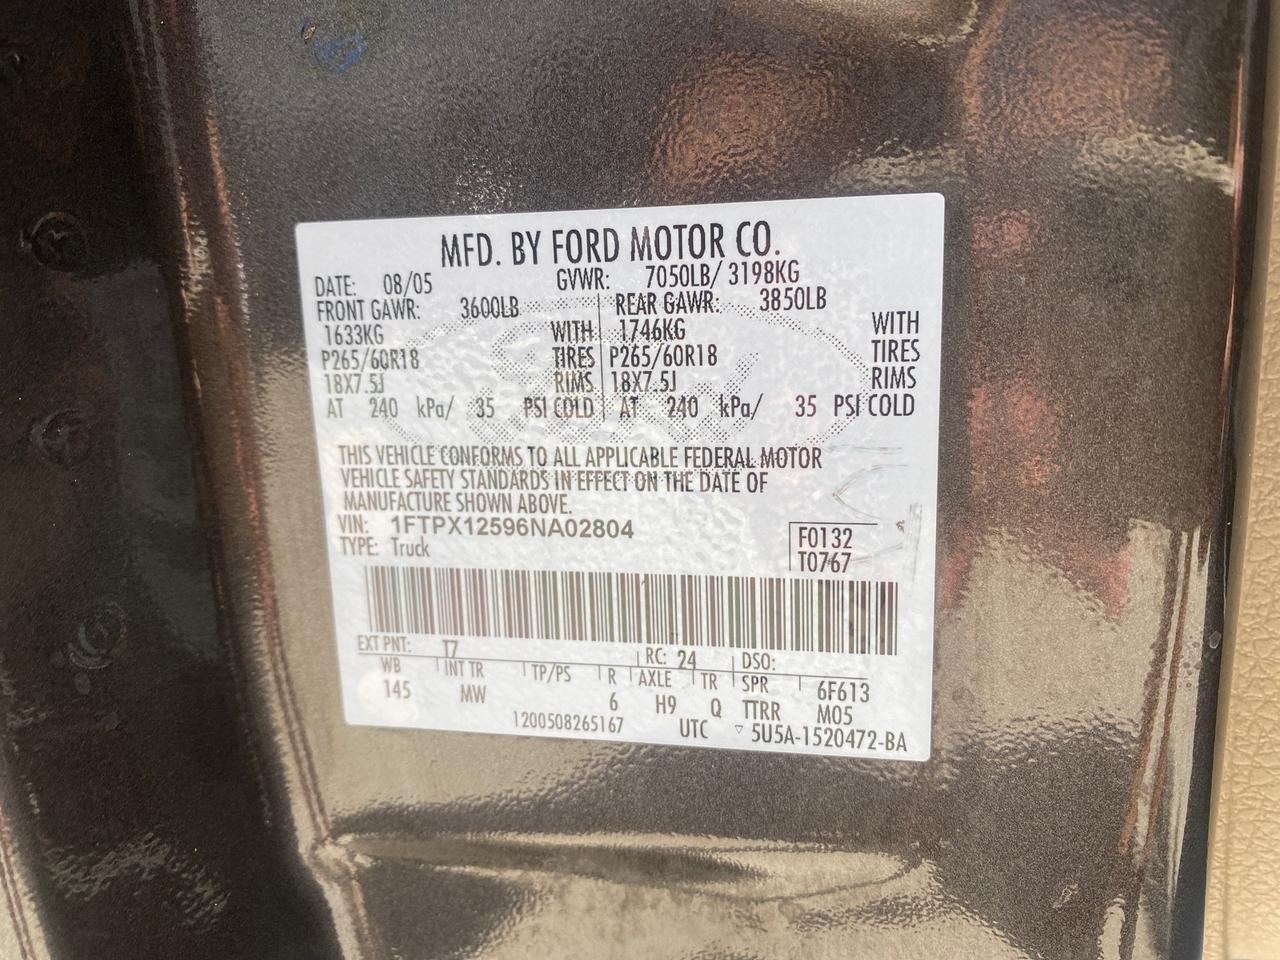 MFD. BY FORD MOTOR CO.
DATE: 08/05 GVWR: 7050LB/ 3198KG
FRONT GAWR: 3600LB REAR GAWR: 3850LB
1633KG WITH 1746KG WITH
P265/60R18 TIRES P265/60R18 TIRES
18X7.5J RIMS 18X7.5J RIMS
AT 240 kPa/ 35 PSI COLD AT 240 kPa/ 35 PSI COLD
THIS VEHICLE CONFORMS TO ALL APPLICABLE FEDERAL MOTOR
VEHICLE SAFETY STANDARDS IN EFFECT ON THE DATE OF
MANUFACTURE SHOWN ABOVE.
VIN: 1FTPX12596NA02804
TYPE: Truck
F0132
T0767
EXT PNT: T7 RC: 24 DSO:
WB INT TR TP/PS R AXLE TR SPR 6F613
145 MW 6 H9 Q TTRR M05
1200508265167 UTC ▽ 5U5A-1520472-BA